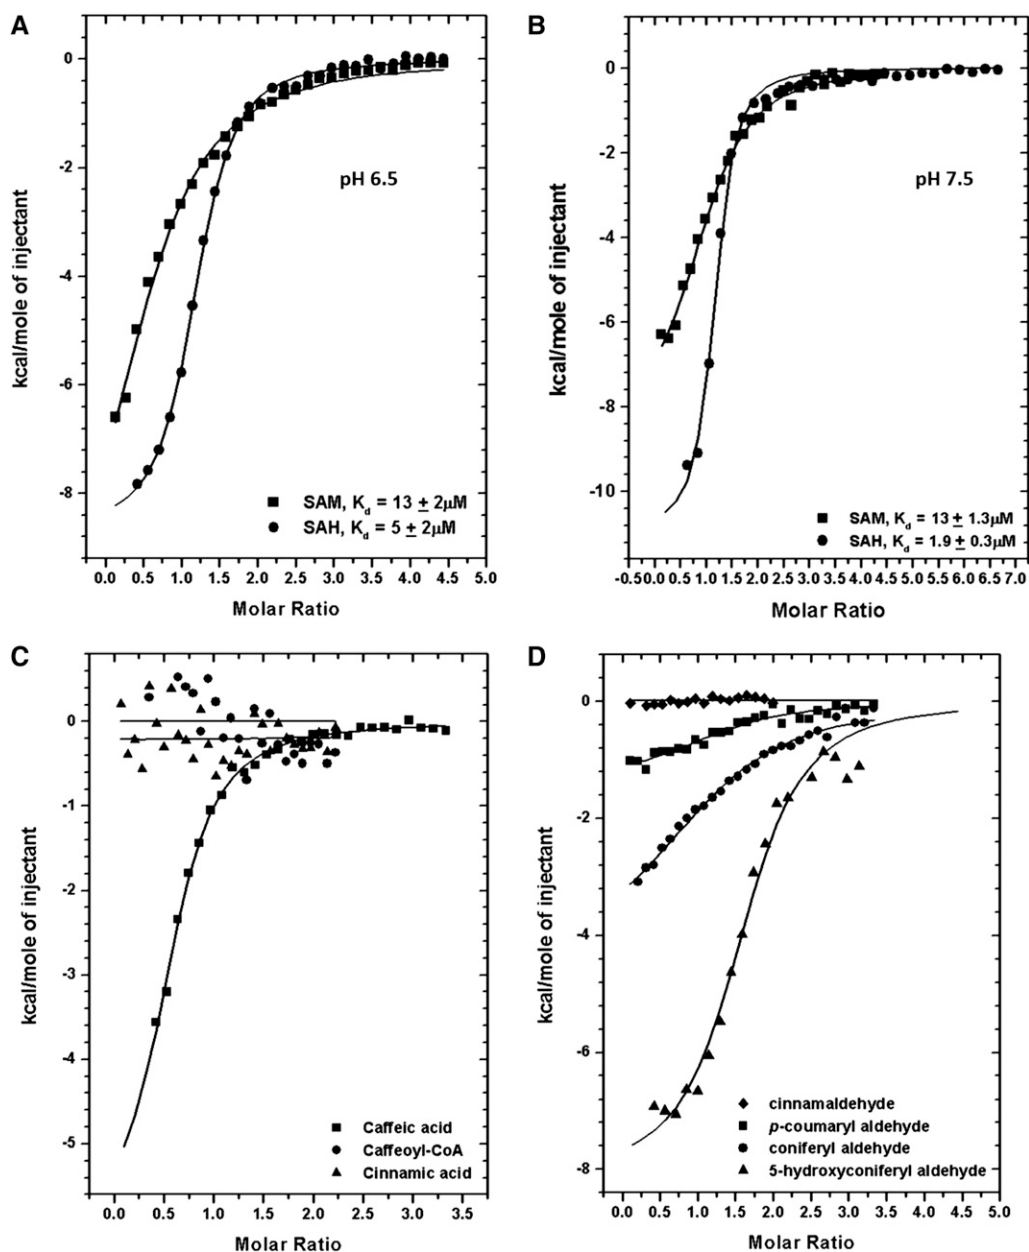 A
0
-2
-4
-6
-8
kcal/mole of injectant
pH 6.5
SAM, Kd = 13 ± 2μM
SAH, Kd = 5 ± 2μM
0.0 0.5 1.0 1.5 2.0 2.5 3.0 3.5 4.0 4.5 5.0
Molar Ratio
B
0
-2
-4
-6
-8
-10
kcal/mole of injectant
pH 7.5
SAM, Kd = 13 ± 1.3μM
SAH, Kd = 1.9 ± 0.3μM
-0.5 0.0 0.5 1.0 1.5 2.0 2.5 3.0 3.5 4.0 4.5 5.0 5.5 6.0 6.5 7.0
Molar Ratio
C
0
-1
-2
-3
-4
-5
kcal/mole of injectant
Caffeic acid
Caffeoyl-CoA
Cinnamic acid
0.0 0.5 1.0 1.5 2.0 2.5 3.0 3.5
Molar Ratio
D
0
-2
-4
-6
-8
kcal/mole of injectant
cinnamaldehyde
p-coumaryl aldehyde
coniferyl aldehyde
5-hydroxyconiferyl aldehyde
0.0 0.5 1.0 1.5 2.0 2.5 3.0 3.5 4.0 4.5 5.0
Molar Ratio